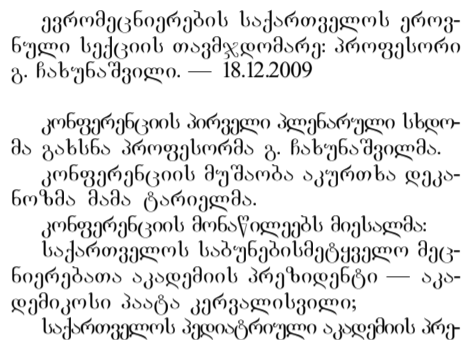 ევრომეცნიერების საქართველოს ეროვ-
ნული სექციის თავმჯდომარე: პროფესორი
გ. ჩახუნაშვილი. — 18.12.2009
კონფერენციის პირველი პლენარული სხდო-
მა გახსნა პროფესორმა გ. ჩახუნაშვილმა.
კონფერენციის მუშაობა აკურთხა დეკა-
ნოზმა მამა ტარიელმა.
კონფერენციის მონაწილეებს მიესალმა:
საქართველოს საბუნებისმეტყველო მეც-
ნიერებათა აკადემიის პრეზიდენტი — აკა-
დემიკოსი პაატა კერვალისვილი;
საქართველოს პედიატრიული აკადემიის პრე-